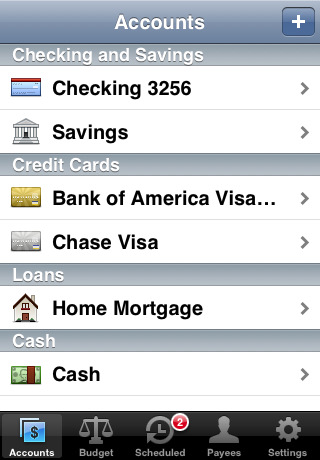 Accounts
+
Checking and Savings
Checking 3256
Savings
Credit Cards
Bank of America Visa...
Chase Visa
Loans
Home Mortgage
Cash
Cash
$
2
Accounts Budget Scheduled Payees Settings